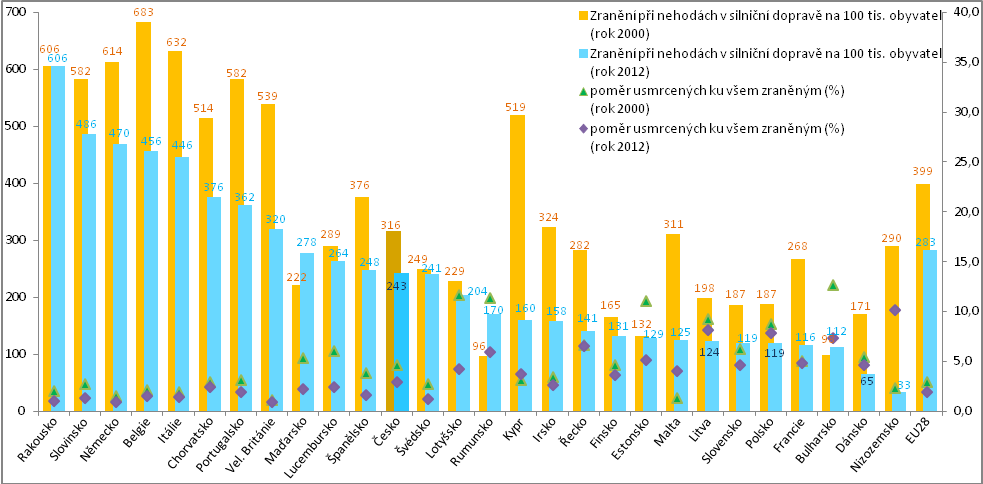 700
600
500
400
300
200
100
0
40,0
35,0
30,0
25,0
20,0
15,0
10,0
5,0
0,0
Zranění při nehodách v silniční dopravě na 100 tis. obyvatel
(rok 2000)
Zranění při nehodách v silniční dopravě na 100 tis. obyvatel
(rok 2012)
poměr usmrcených ku všem zraněným (%)
(rok 2000)
poměr usmrcených ku všem zraněným (%)
(rok 2012)
606 582 614 683 632 514 582 539 222 289 376 316 249 229 96 519 324 282 165 132 311 198 187 187 268 171 290 399
606 486 470 456 446 376 362 320 278 264 248 243 241 204 170 160 158 141 131 129 125 124 119 119 116 112 65 33 283
Rakousko
Slovinsko
Německo
Belgie
Itálie
Chorvatsko
Portugalsko
Vel. Británie
Maďarsko
Lucembursko
Španělsko
Česko
Švédsko
Lotyšsko
Rumunsko
Kypr
Irsko
Řecko
Finsko
Estonsko
Malta
Litva
Slovensko
Polsko
Francie
Bulharsko
Dánsko
Nizozemsko
EU28